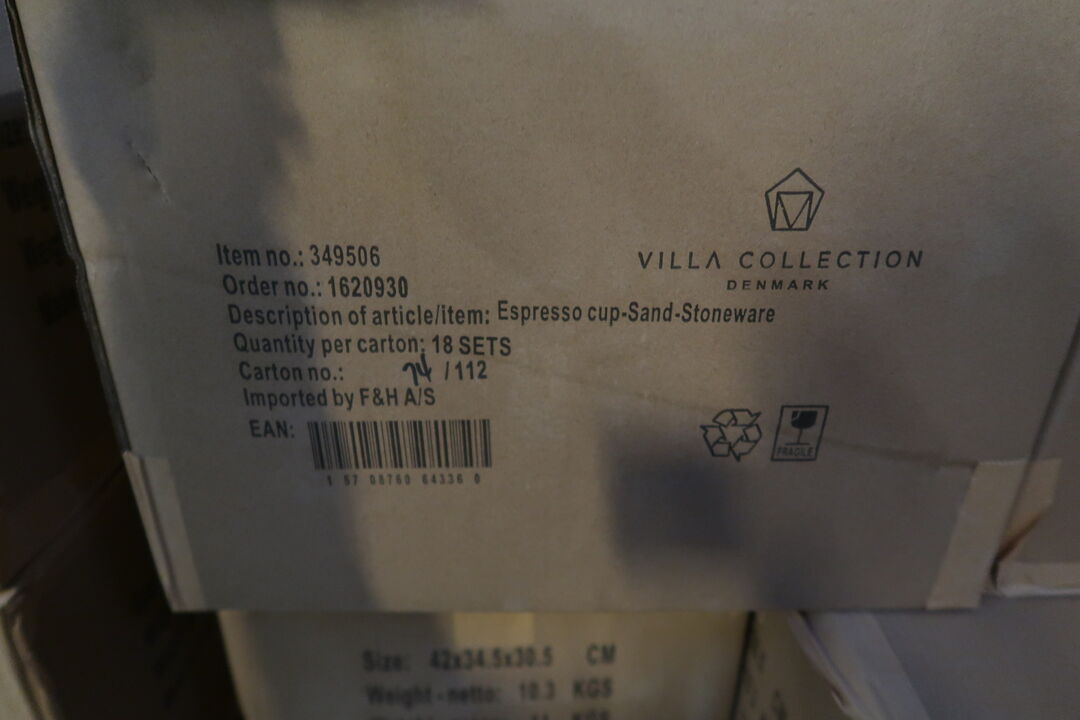 VILLA COLLECTION
DENMARK
Item no.: 349506
Order no.: 1620930
Description of article/item: Espresso cup-Sand-Stoneware
Quantity per carton: 18 SETS
Carton no.: 74 /112
Imported by F&H A/S
EAN:
1 57 08760 64336 0
FRAGILE
Size: 42x34.5x30.5 CM
Weight-netto: 10.3 KGS
KGS